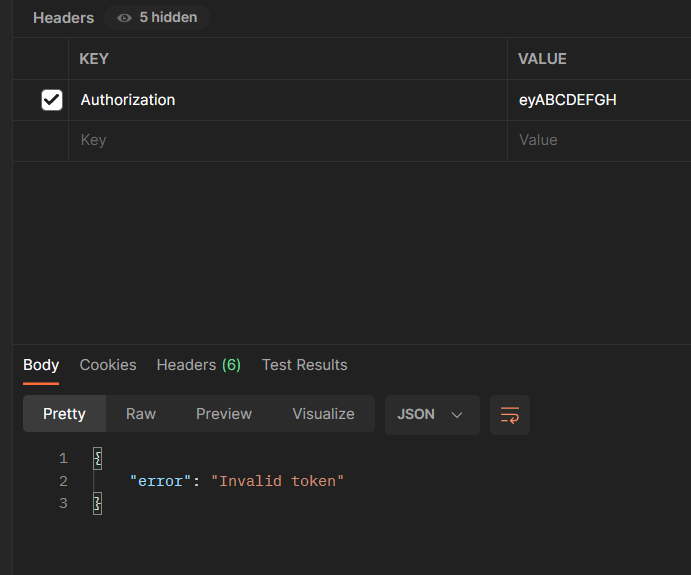 Headers 5 hidden
KEY VALUE
Authorization eyABCDEFGH
Key Value
Body Cookies Headers (6) Test Results
Pretty Raw Preview Visualize JSON
1 {
2 "error": "Invalid token"
3 }